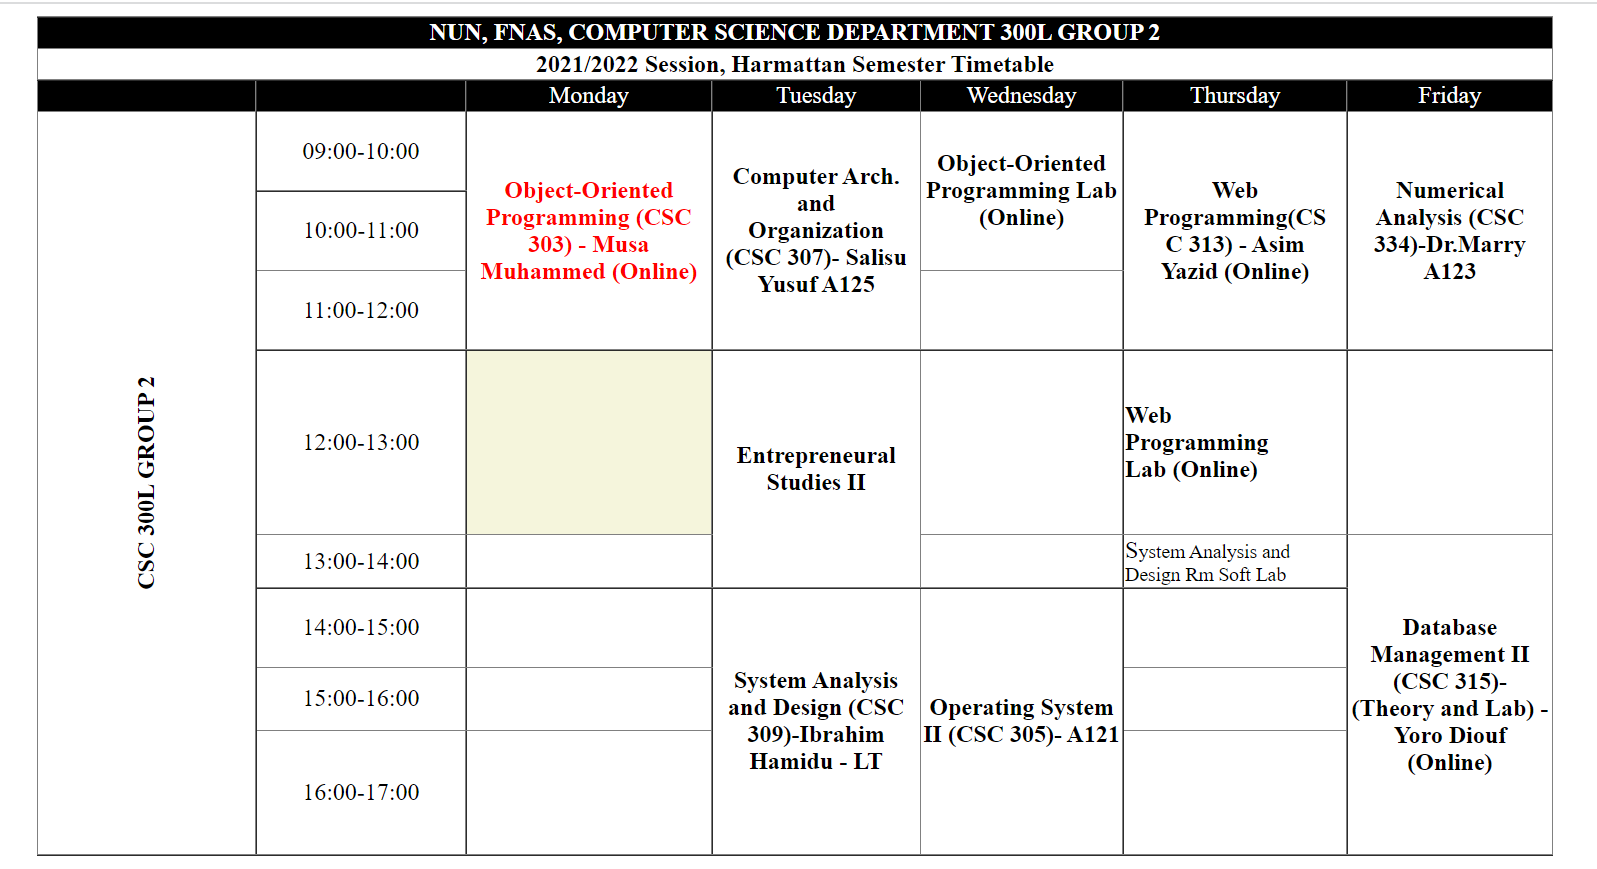 NUN, FNAS, COMPUTER SCIENCE DEPARTMENT 300L GROUP 2
2021/2022 Session, Harmattan Semester Timetable
Monday
Tuesday
Wednesday
Thursday
Friday
CSC 300L GROUP 2
09:00-10:00
Object-Oriented
Programming (CSC
303) - Musa
Muhammed (Online)
Computer Arch.
and
Organization
(CSC 307)- Salisu
Yusuf A125
Object-Oriented
Programming Lab
(Online)
Web
Programming(CS
C 313) - Asim
Yazid (Online)
Numerical
Analysis (CSC
334)-Dr.Marry
A123
10:00-11:00
11:00-12:00
12:00-13:00
Entrepreneural
Studies II
Web
Programming
Lab (Online)
13:00-14:00
System Analysis and
Design Rm Soft Lab
Database
Management II
(CSC 315)-
(Theory and Lab) -
Yoro Diouf
(Online)
14:00-15:00
System Analysis
and Design (CSC
309)-Ibrahim
Hamidu - LT
Operating System
II (CSC 305)- A121
15:00-16:00
16:00-17:00